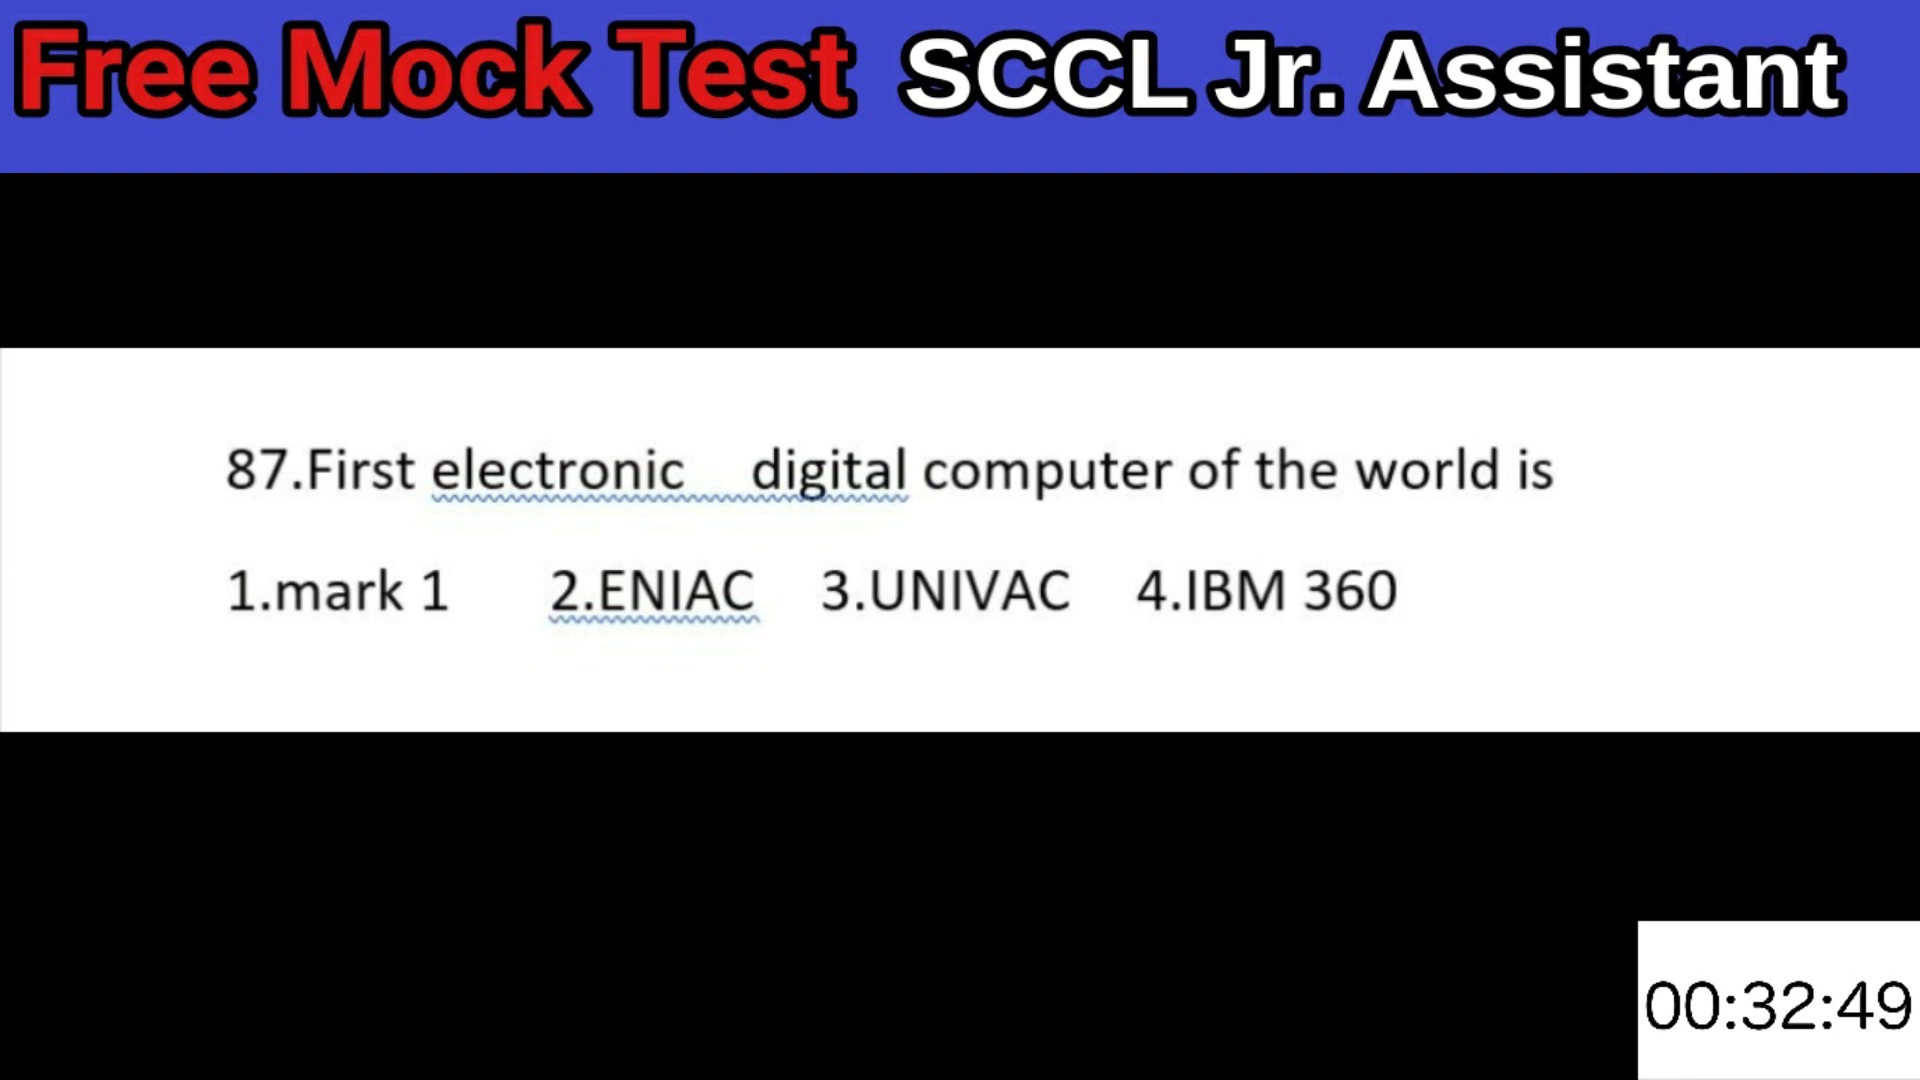 Free Mock Test SCCL Jr. Assistant
87.First electronic digital computer of the world is
1.mark 1 2.ENIAC 3.UNIVAC 4.IBM 360
00:32:49